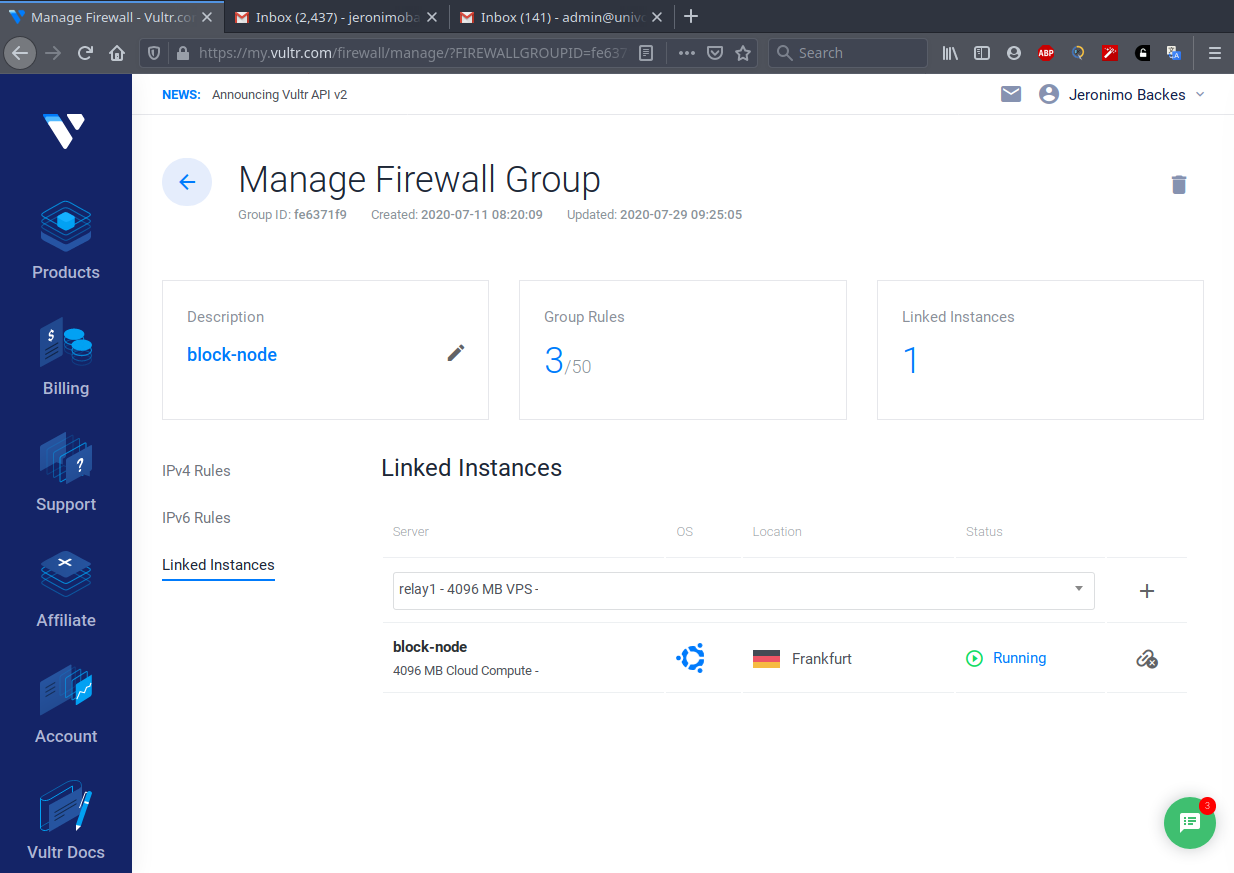 Manage Firewall - Vultr.co
Inbox (2,437) - jeronimoba
Inbox (141) - admin@univ
https://my.vultr.com/firewall/manage/?FIREWALLGROUPID=fe637
Search
ABP
NEWS: Announcing Vultr API v2
Jeronimo Backes
Products
Billing
Support
Affiliate
Account
Vultr Docs
Manage Firewall Group
Group ID: fe6371f9 Created: 2020-07-11 08:20:09 Updated: 2020-07-29 09:25:05
Description
block-node
Group Rules
3/50
Linked Instances
1
IPv4 Rules
IPv6 Rules
Linked Instances
Linked Instances
Server OS Location Status
relay1 - 4096 MB VPS -
block-node
4096 MB Cloud Compute -
Frankfurt
Running
3